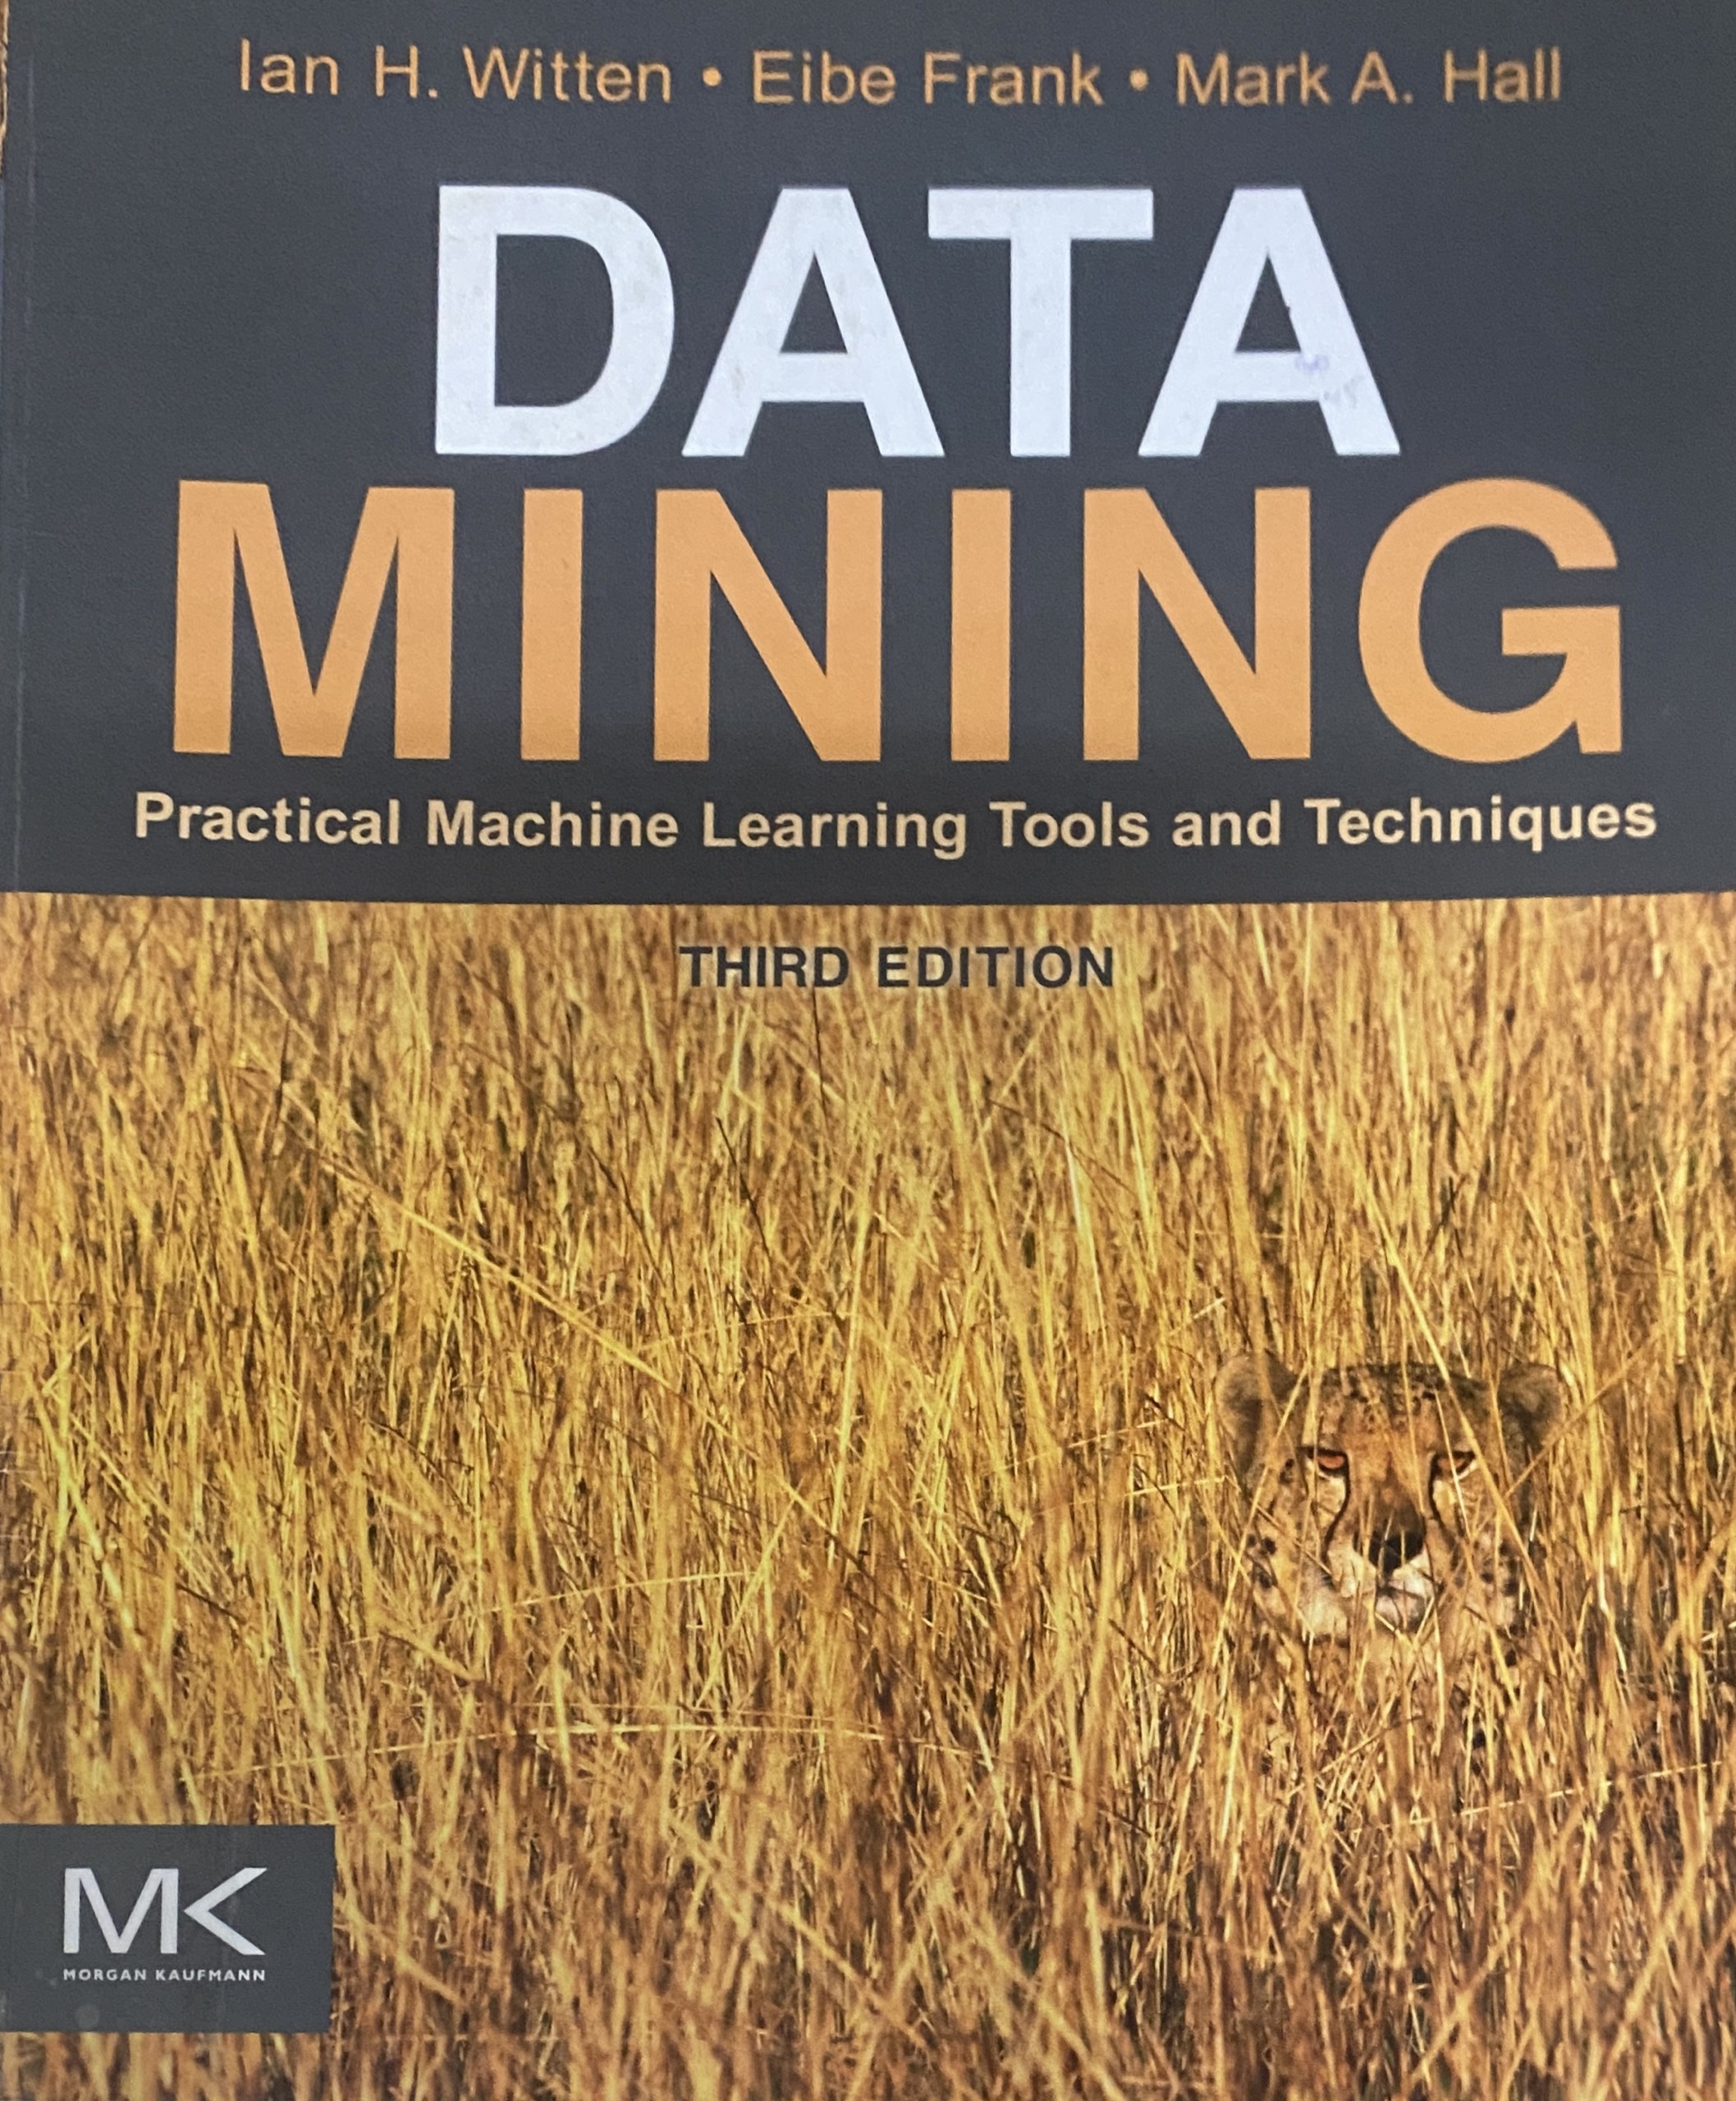 Ian H. Witten • Eibe Frank • Mark A. Hall
DATA
MINING
Practical Machine Learning Tools and Techniques
THIRD EDITION
MK
MORGAN KAUFMANN